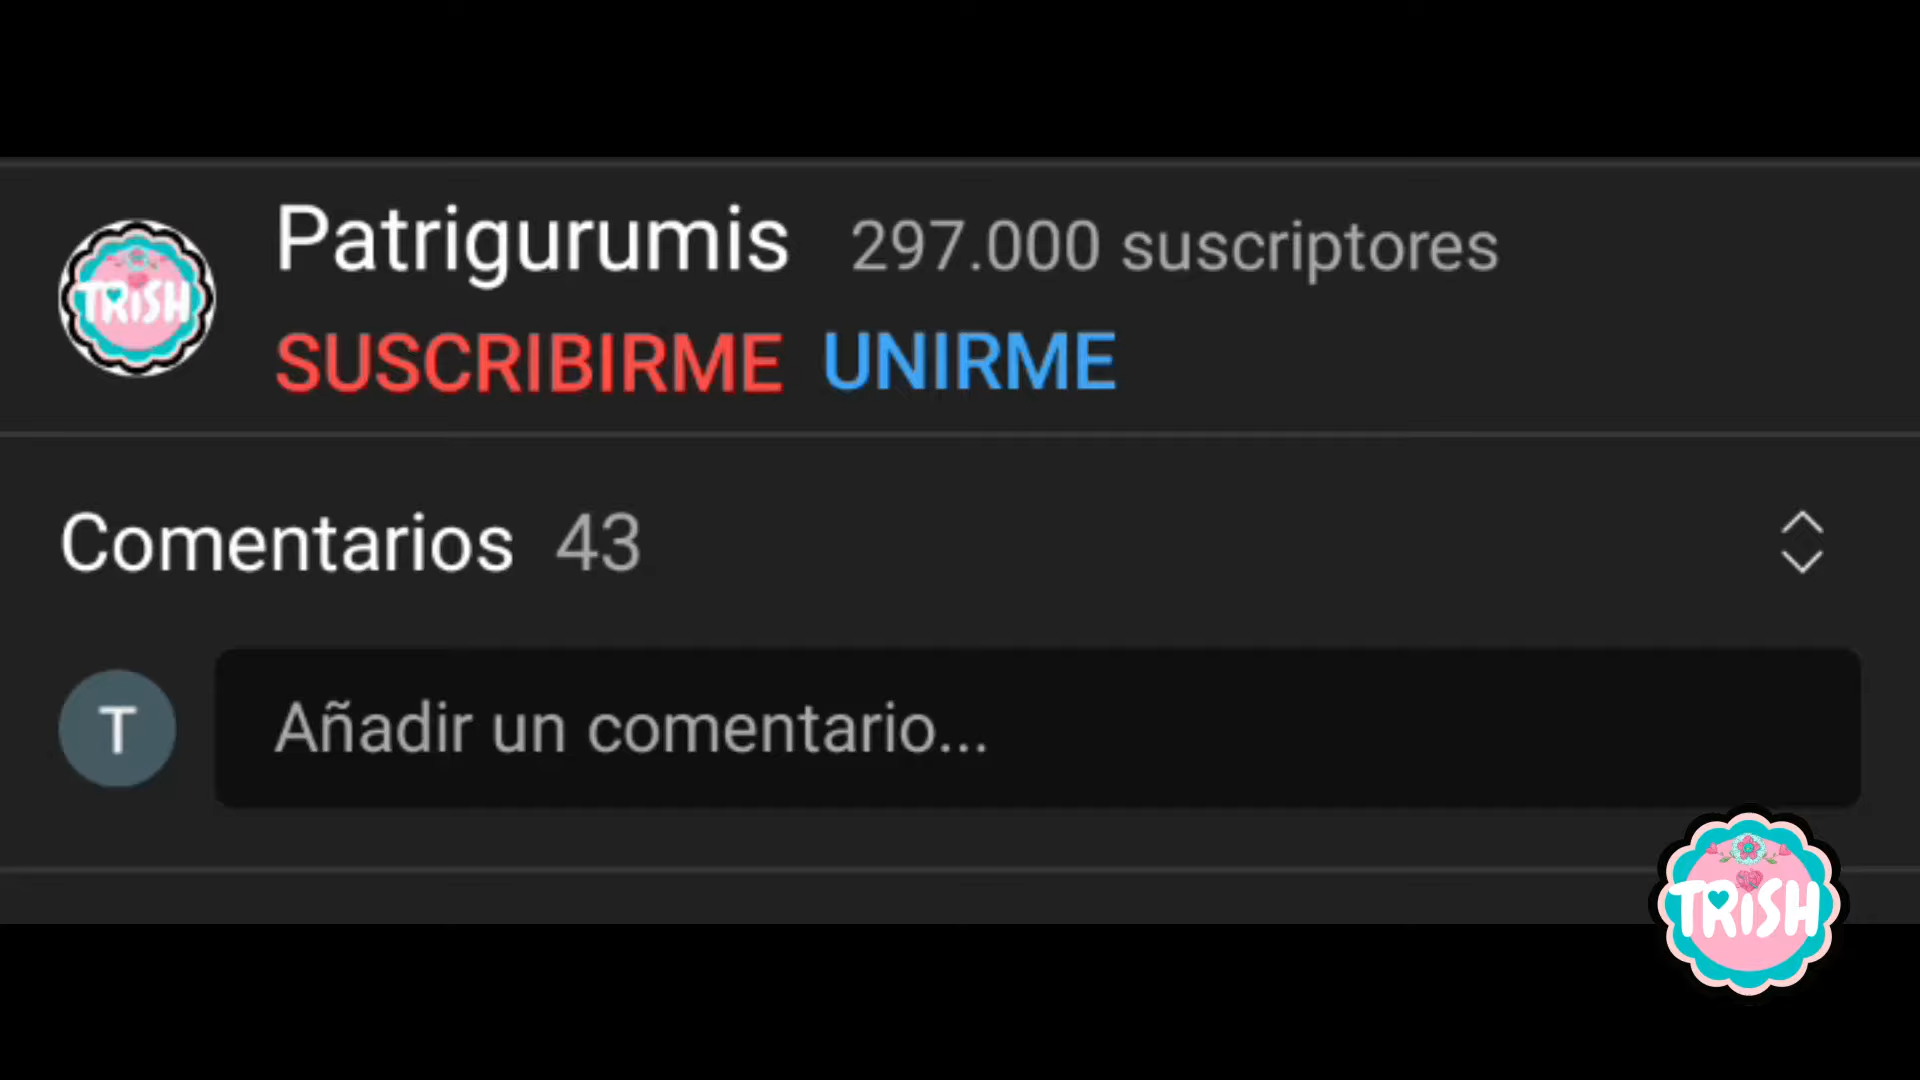 TRISH
Patrigurumis 297.000 suscriptores
SUSCRIBIRME UNIRME
Comentarios 43
T
Añadir un comentario...
TRISH